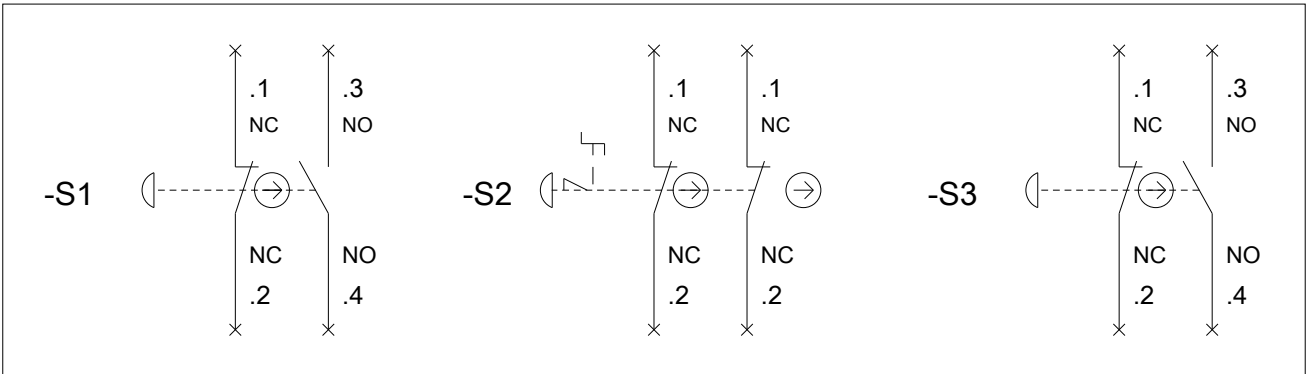 .1 .3 .1 .1 .1 .3
NC NO NC NC NC NO
-S1 -S2 -S3
NC NO NC NC NC NO
.2 .4 .2 .2 .2 .4